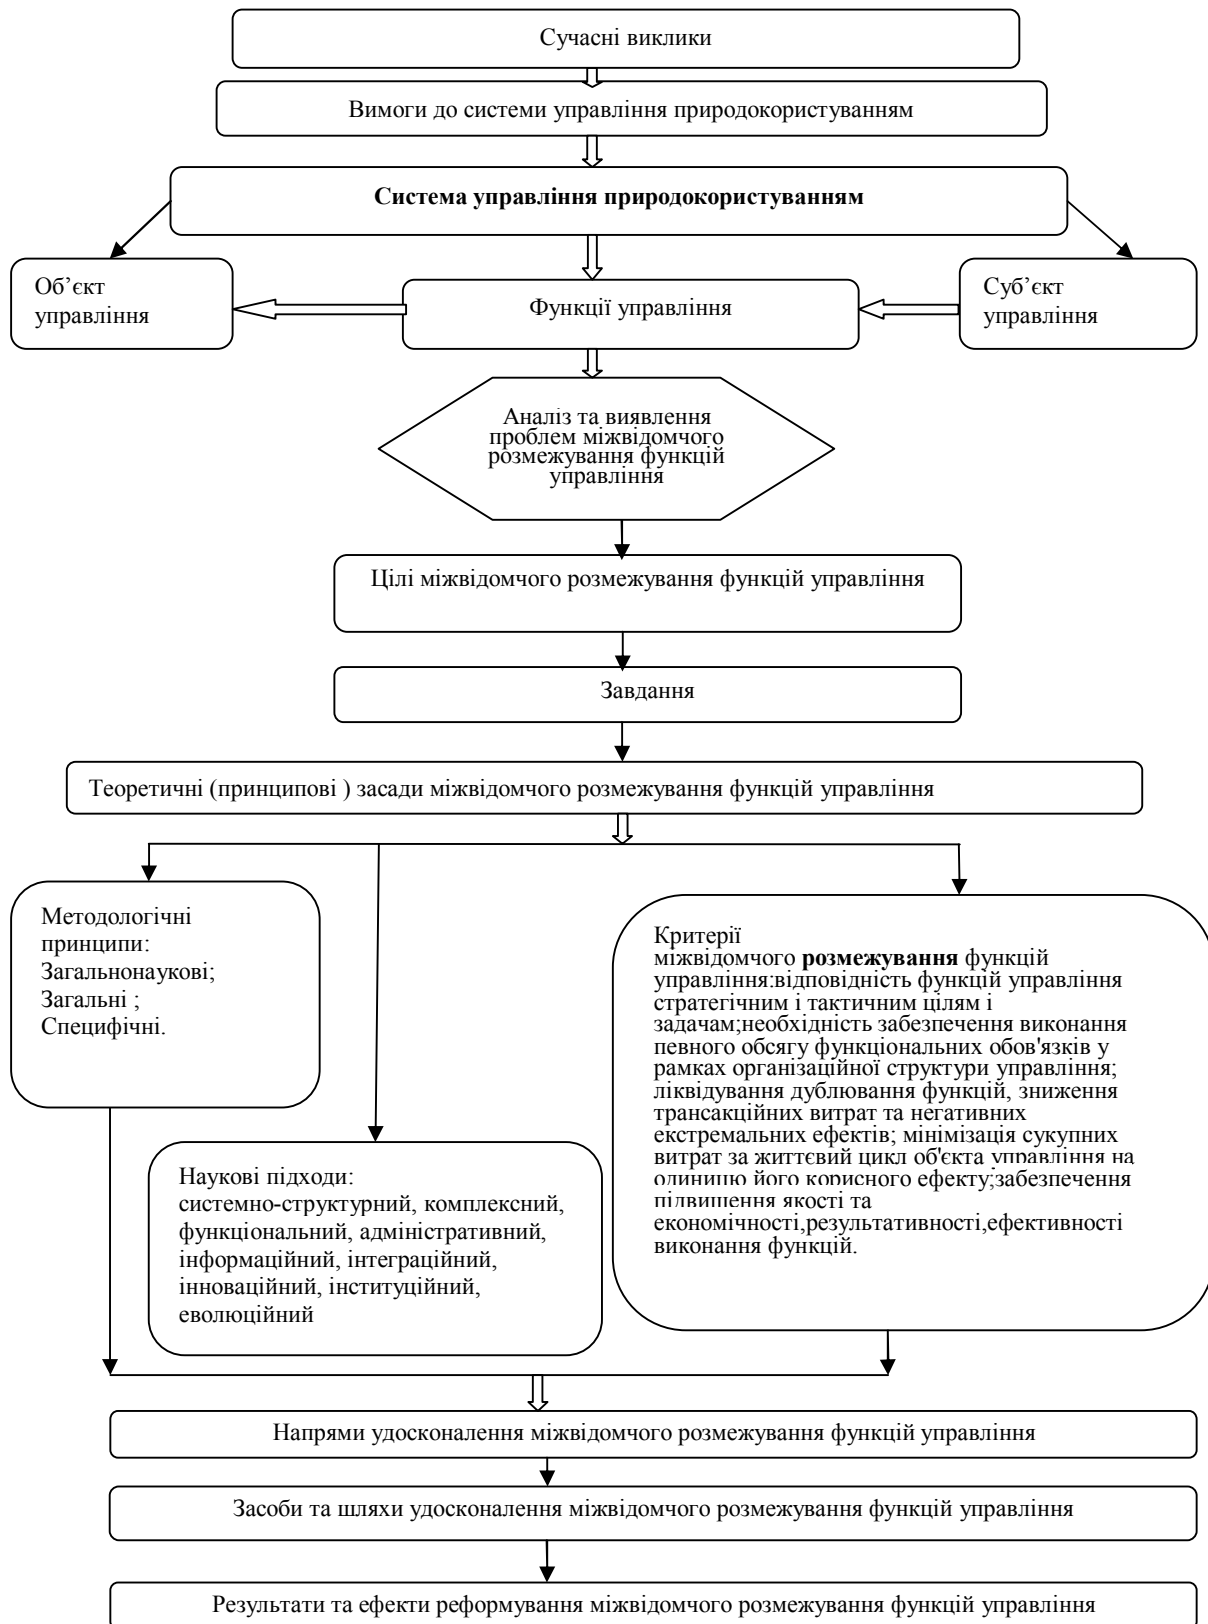 Сучасні виклики
Вимоги до системи управління природокористуванням
Система управління природокористуванням
Об’єкт
управління
Функції управління
Суб’єкт
управління
Аналіз та виявлення
проблем міжвідомчого
розмежування функцій
управління
Цілі міжвідомчого розмежування функцій управління
Завдання
Теоретичні (принципові ) засади міжвідомчого розмежування функцій управління
Методологічні
принципи:
Загальнонаукові;
Загальні ;
Специфічні.
Наукові підходи:
системно-структурний, комплексний,
функціональний, адміністративний,
інформаційний, інтеграційний,
інноваційний, інституційний,
еволюційний
Критерії
міжвідомчого розмежування функцій
управління:відповідність функцій управління
стратегічним і тактичним цілям і
задачам;необхідність забезпечення виконання
певного обсягу функціональних обов'язків у
рамках організаційної структури управління;
ліквідування дублювання функцій, зниження
трансакційних витрат та негативних
екстремальних ефектів; мінімізація сукупних
витрат за життєвий цикл об'єкта управління на
одиницю його корисного ефекту;забезпечення
підвищення якості та
економічності,результативності,ефективності
виконання функцій.
Напрями удосконалення міжвідомчого розмежування функцій управління
Засоби та шляхи удосконалення міжвідомчого розмежування функцій управління
Результати та ефекти реформування міжвідомчого розмежування функцій управління